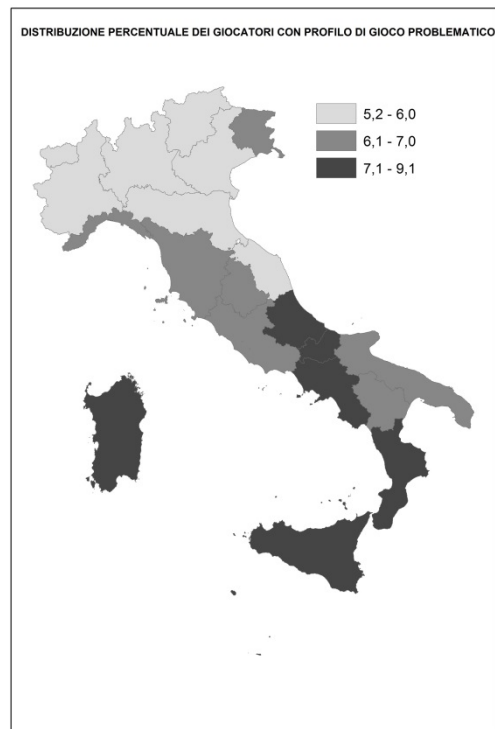 DISTRIBUZIONE PERCENTUALE DEI GIOCATORI CON PROFILO DI GIOCO PROBLEMATICO
5,2 - 6,0
6,1 - 7,0
7,1 - 9,1